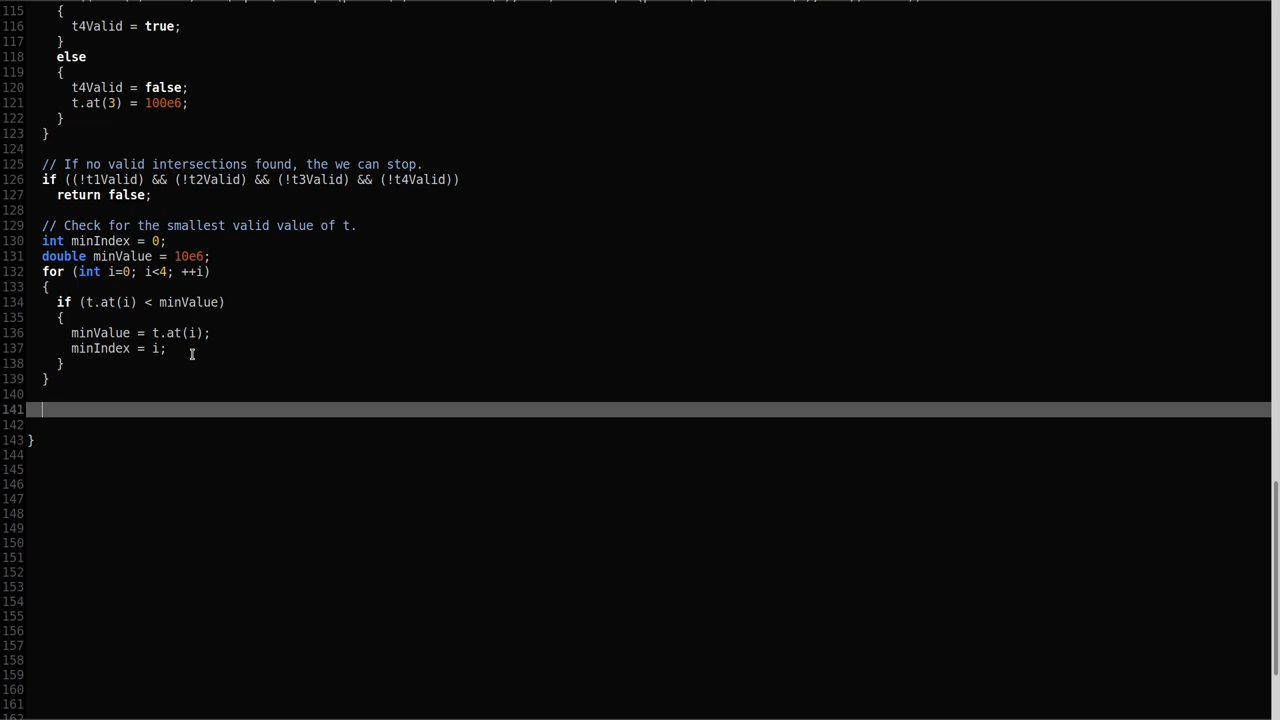 115   {
116     t4Valid = true;
117   }
118   else
119   {
120     t4Valid = false;
121     t.at(3) = 100e6;
122   }
123 }
124
125 // If no valid intersections found, the we can stop.
126 if ((!t1Valid) && (!t2Valid) && (!t3Valid) && (!t4Valid))
127   return false;
128
129 // Check for the smallest valid value of t.
130 int minIndex = 0;
131 double minValue = 10e6;
132 for (int i=0; i<4; ++i)
133 {
134   if (t.at(i) < minValue)
135   {
136     minValue = t.at(i);
137     minIndex = i;
138   }
139 }
140
141
142
143 }
144
145
146
147
148
149
150
151
152
153
154
155
156
157
158
159
160
161